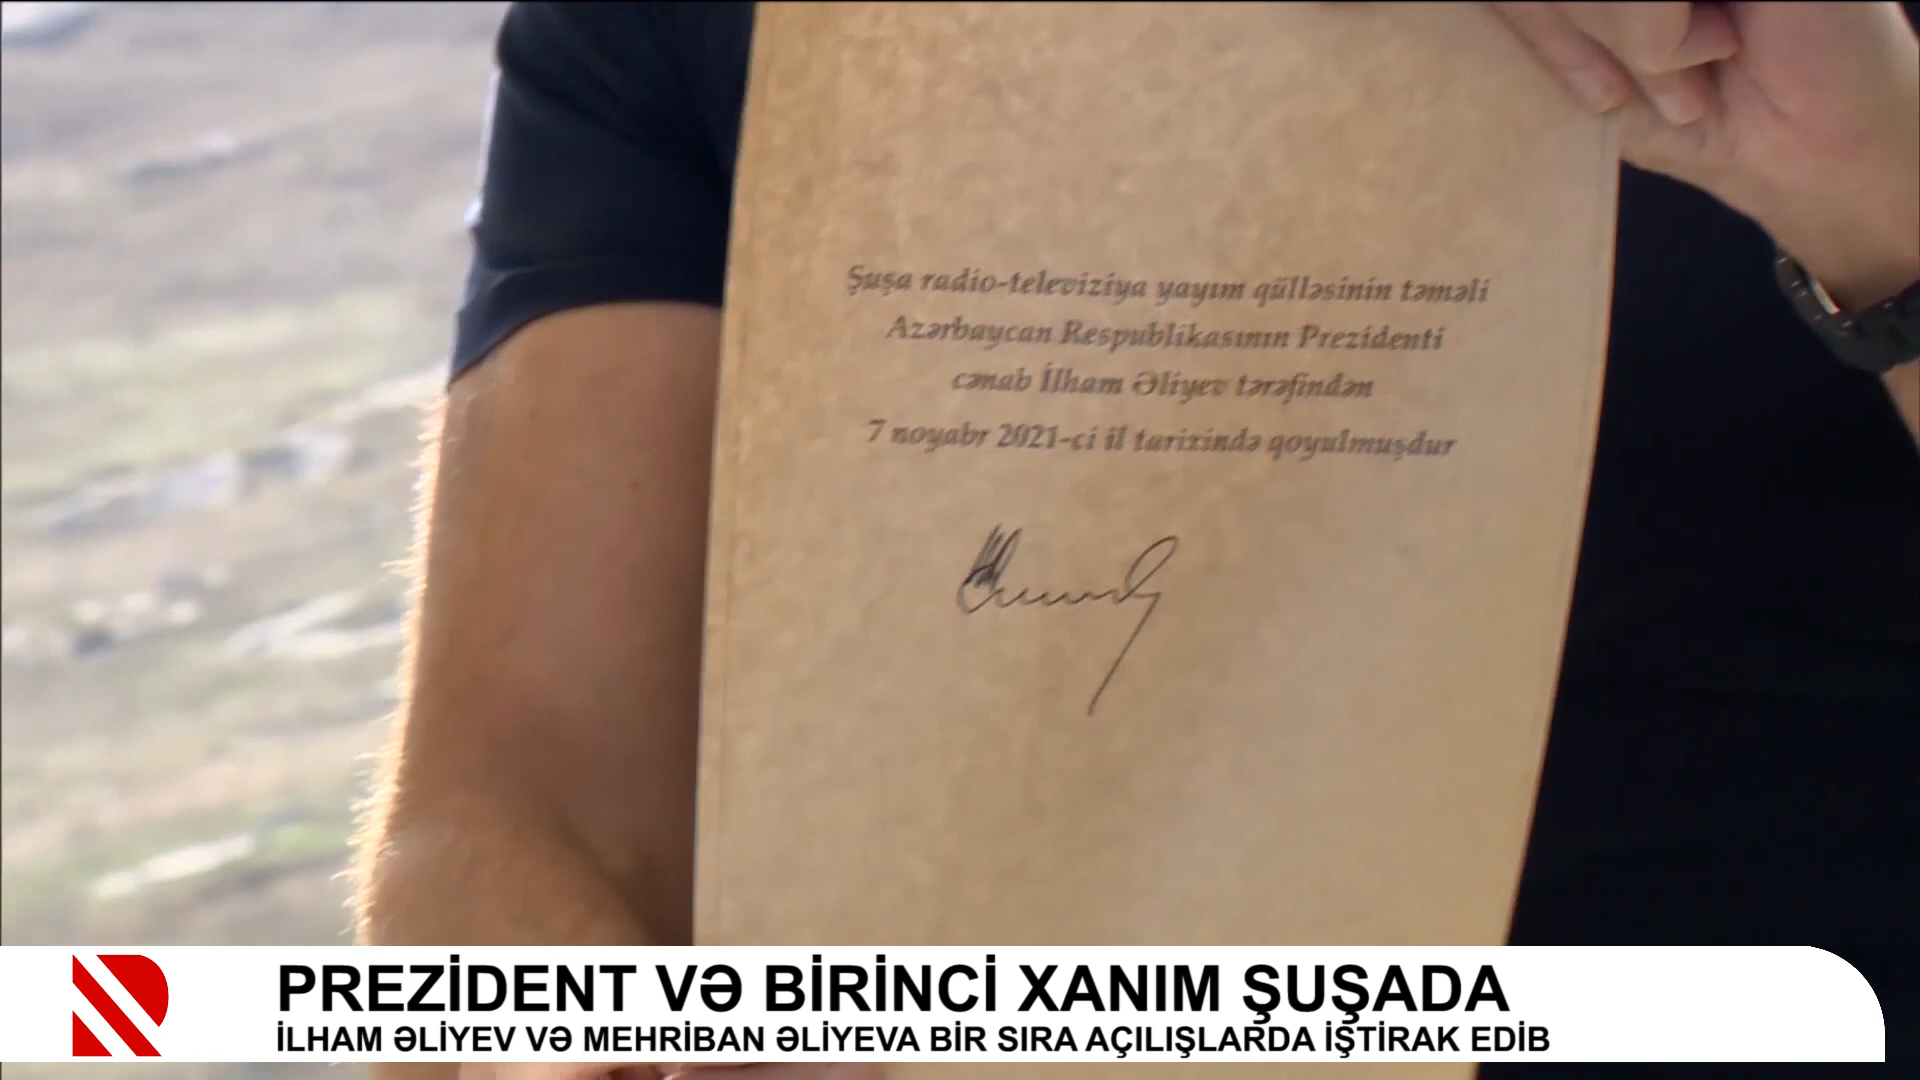 Şuşa radio-televiziya yayım qülləsinin təməli
Azərbaycan Respublikasının Prezidenti
cənab İlham Əliyev tərəfindən
7 noyabr 2021-ci il tarixində qoyulmuşdur
PREZİDENT VƏ BİRİNCİ XANIM ŞUŞADA
İLHAM ƏLİYEV VƏ MEHRİBAN ƏLİYEVA BİR SIRA AÇILIŞLARDA İŞTİRAK EDİB